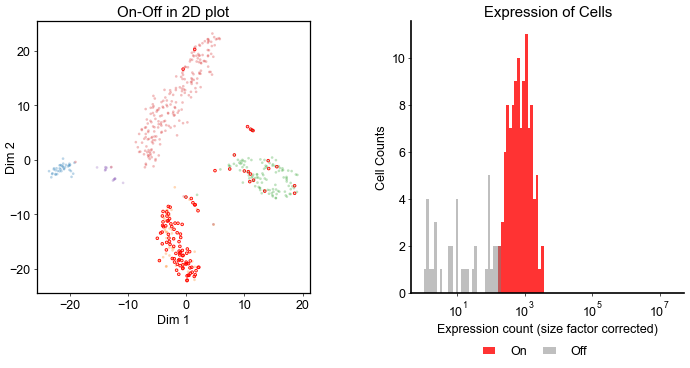 On-Off in 2D plot
Dim 2
20
10
0
−10
−20
−20 −10 0 10 20
Dim 1
Expression of Cells
Cell Counts
10
8
6
4
2
0
10^1 10^3 10^5 10^7
Expression count (size factor corrected)
On Off